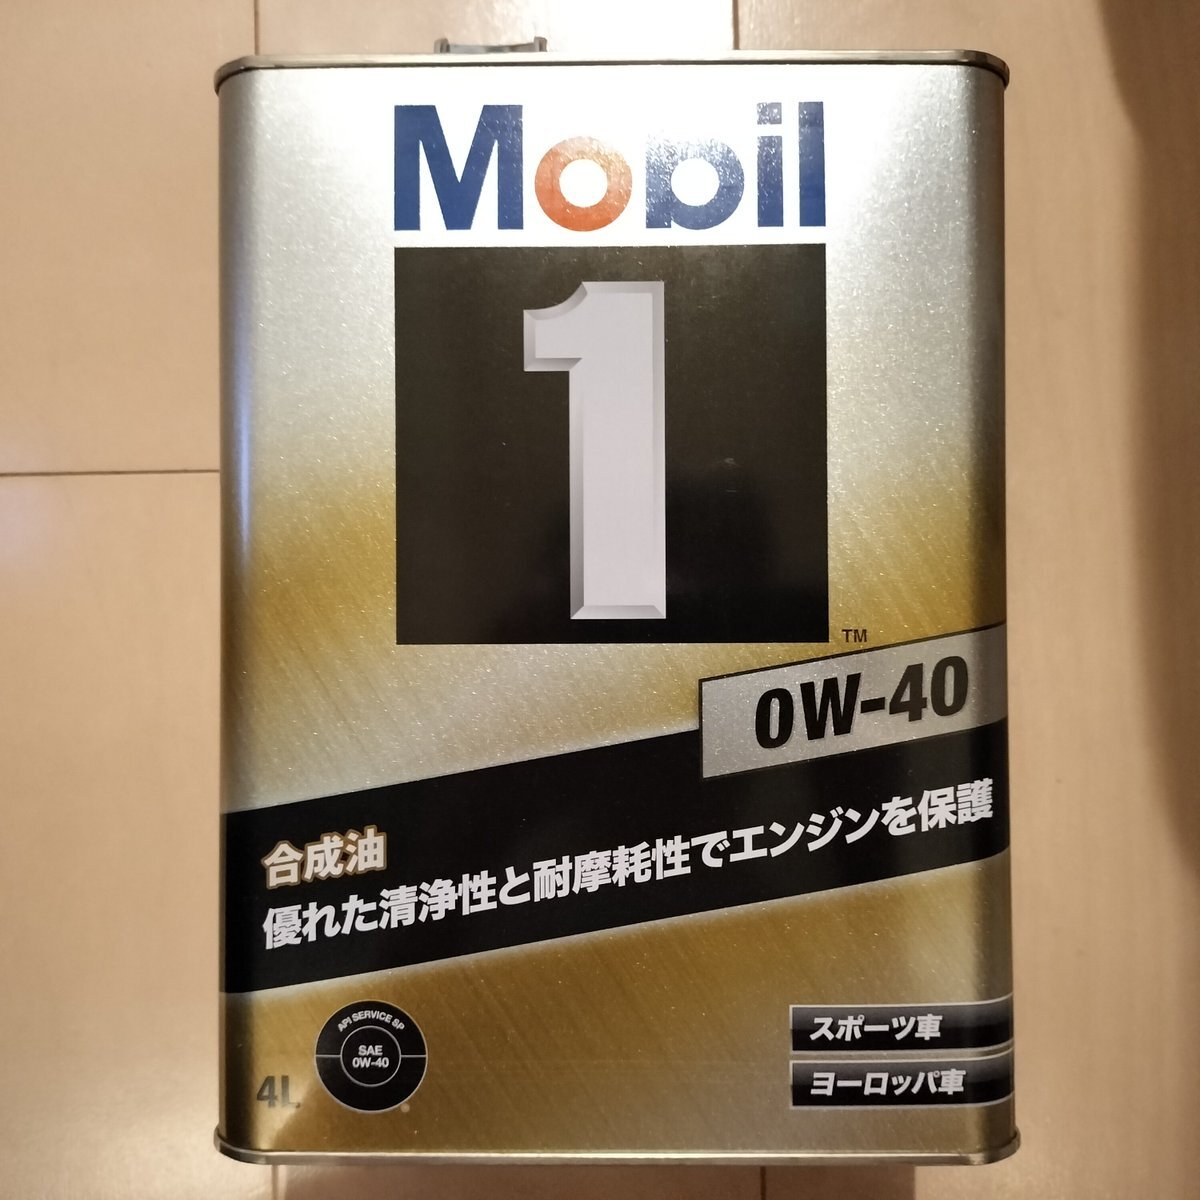 Mobil
1
TM
0W-40
合成油
優れた清浄性と耐摩耗性でエンジンを保護
API SERVICE SP
SAE
0W-40
®
4L
スポーツ車
ヨーロッパ車